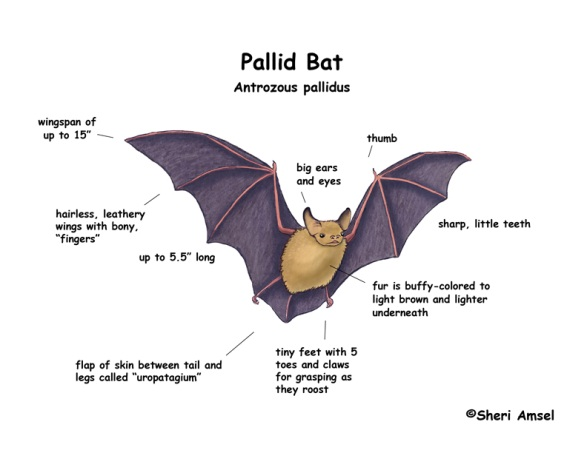 Pallid Bat
Antrozous pallidus
wingspan of
up to 15”
thumb
big ears
and eyes
hairless, leathery
wings with bony,
“fingers”
sharp, little teeth
up to 5.5” long
fur is buffy-colored to
light brown and lighter
underneath
flap of skin between tail and
legs called “uropatagium”
tiny feet with 5
toes and claws
for grasping as
they roost
©Sheri Amsel